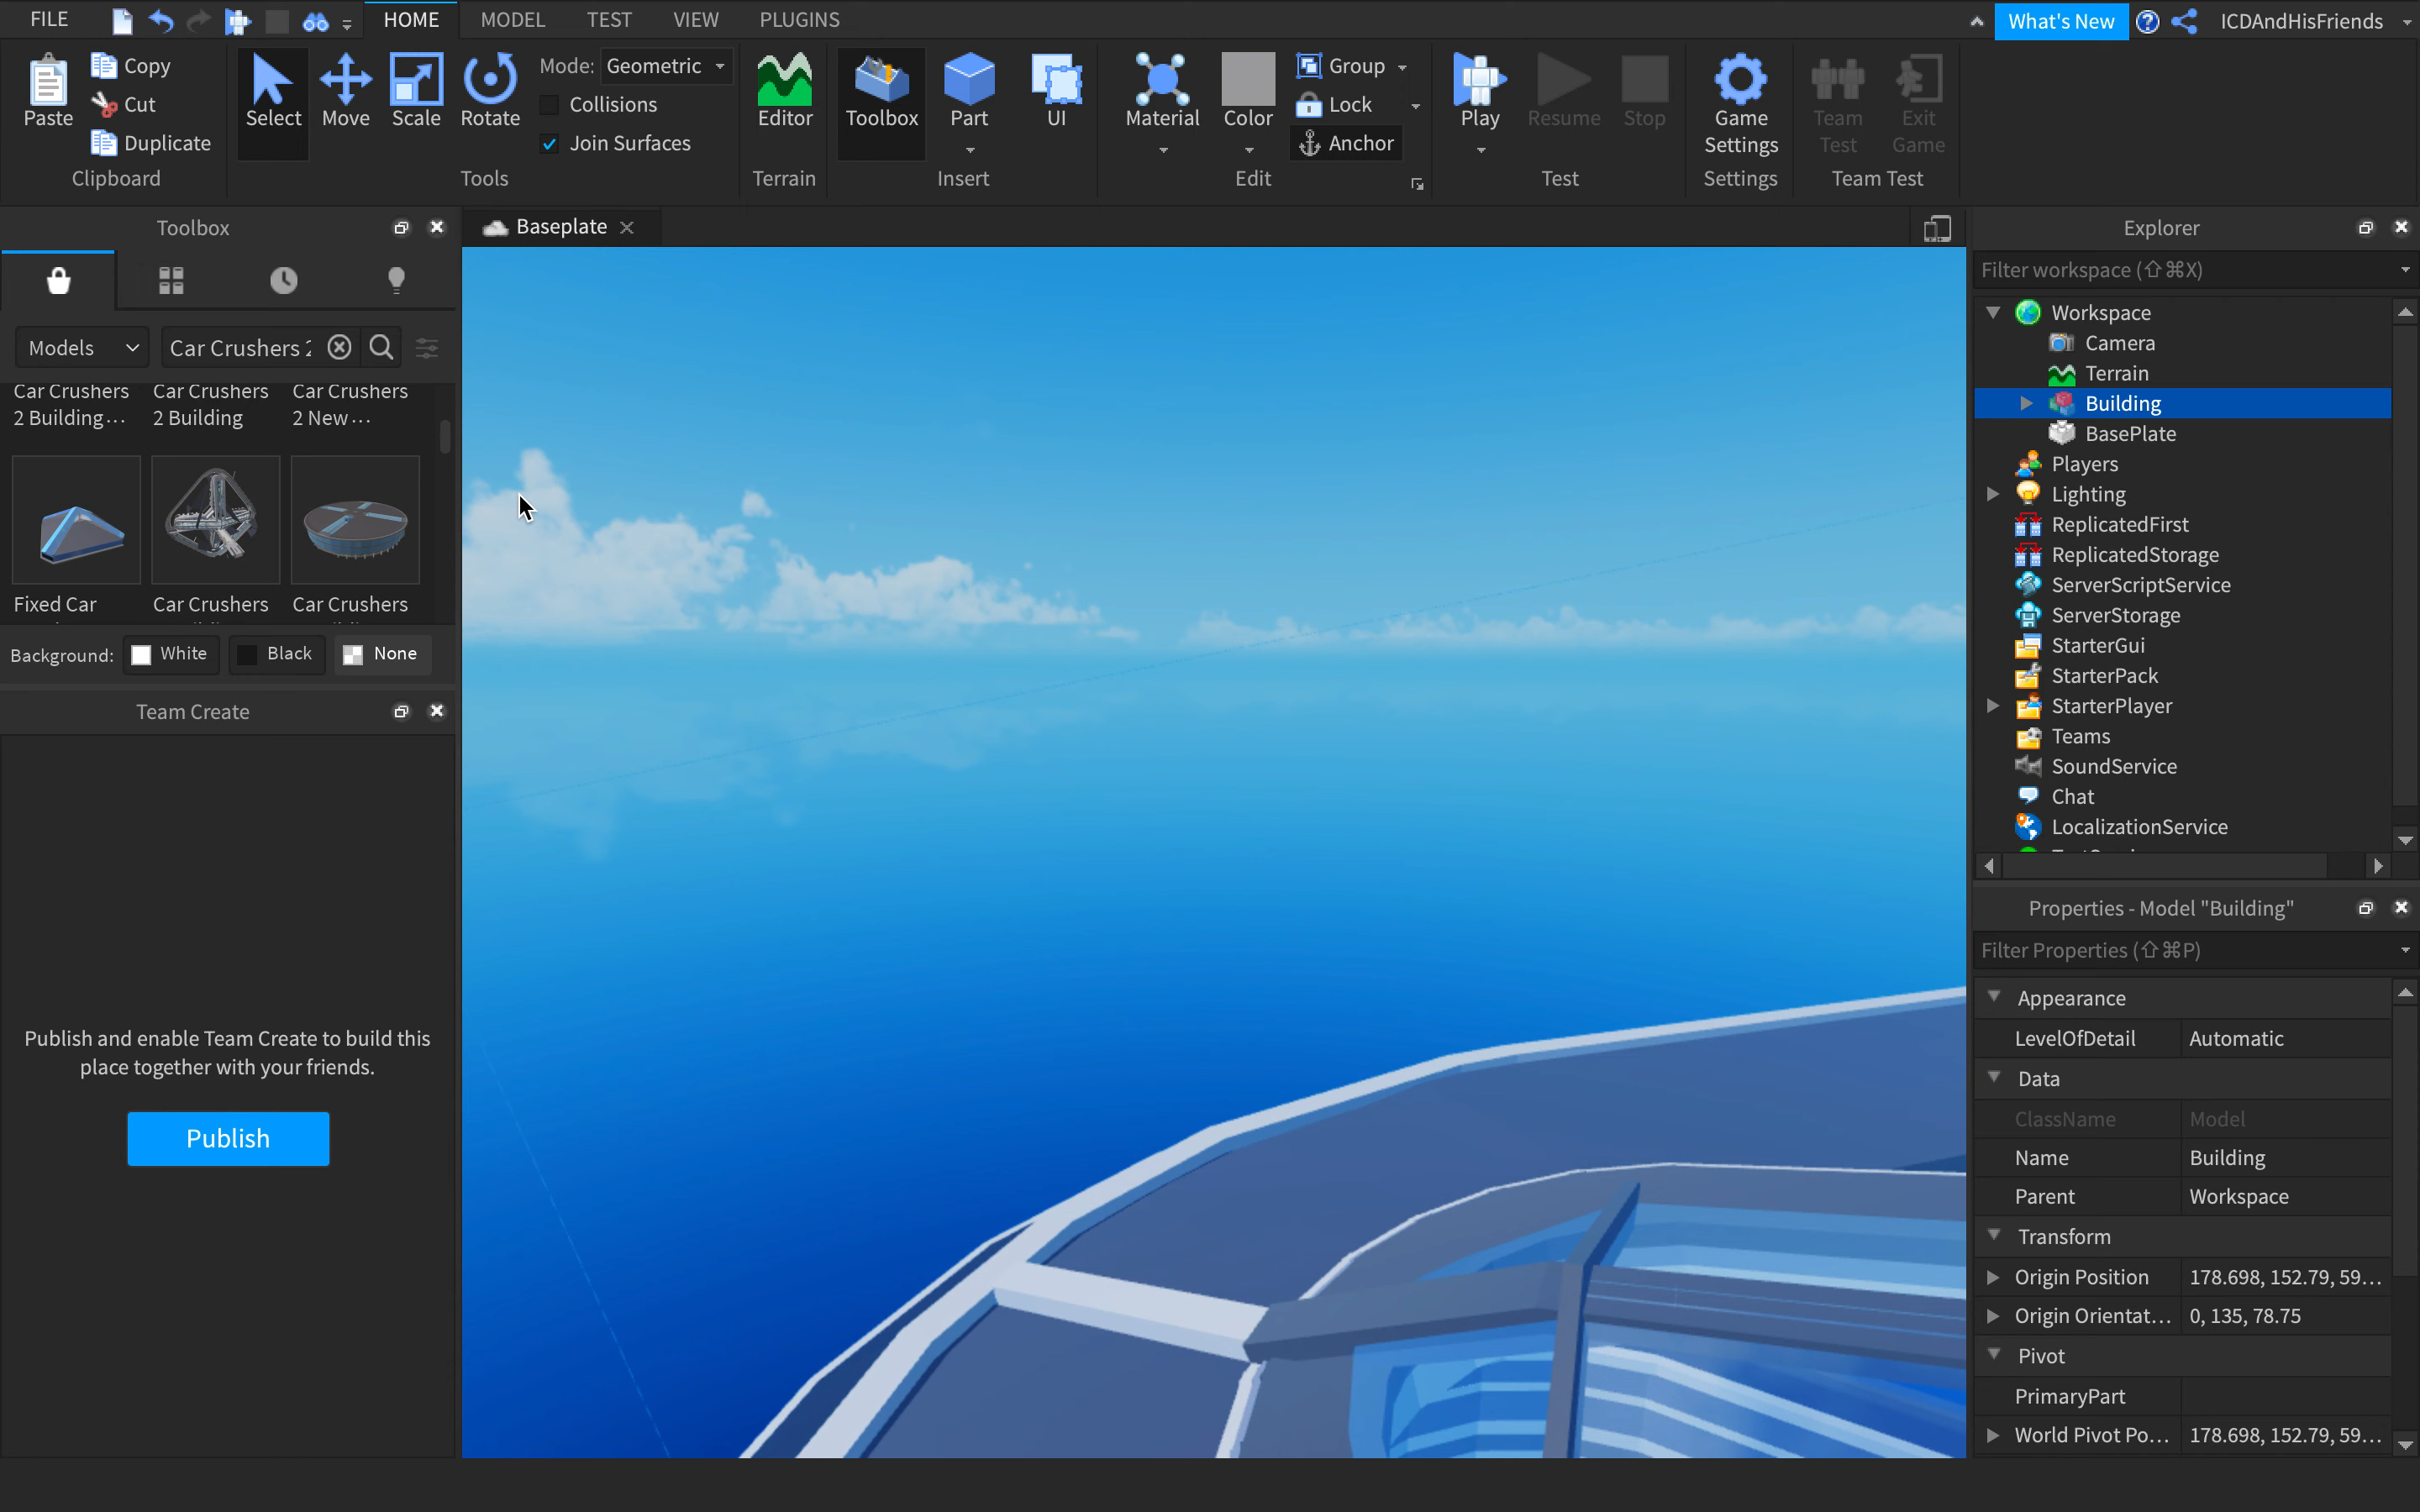 FILE
HOME
MODEL
TEST
VIEW
PLUGINS
What's New
ICDAndHisFriends
Paste
Copy
Cut
Duplicate
Clipboard
Select
Move
Scale
Rotate
Mode: Geometric
Collisions
Join Surfaces
Tools
Editor
Terrain
Toolbox
Part
UI
Insert
Material
Color
Group
Lock
Anchor
Edit
Play
Resume
Stop
Test
Game
Settings
Settings
Team
Test
Exit
Game
Team Test
Toolbox
Models
Car Crushers 2
Car Crushers
2 Building...
Car Crushers
2 Building
Car Crushers
2 New...
Fixed Car
Car Crushers
Car Crushers
Background:
White
Black
None
Team Create
Publish and enable Team Create to build this
place together with your friends.
Publish
Baseplate
Explorer
Filter workspace (⇧⌘X)
Workspace
Camera
Terrain
Building
BasePlate
Players
Lighting
ReplicatedFirst
ReplicatedStorage
ServerScriptService
ServerStorage
StarterGui
StarterPack
StarterPlayer
Teams
SoundService
Chat
LocalizationService
Properties - Model "Building"
Filter Properties (⇧⌘P)
Appearance
LevelOfDetail Automatic
Data
ClassName Model
Name Building
Parent Workspace
Transform
Origin Position 178.698, 152.79, 59...
Origin Orientat... 0, 135, 78.75
Pivot
PrimaryPart
World Pivot Po... 178.698, 152.79, 59...